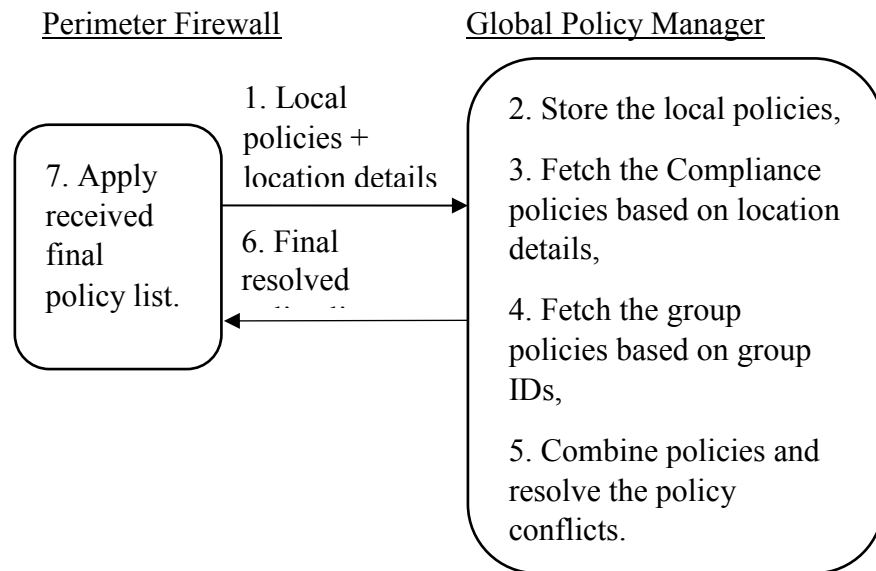 Perimeter Firewall
Global Policy Manager
1. Local
policies +
location details
2. Store the local policies,
3. Fetch the Compliance
policies based on location
details,
4. Fetch the group
policies based on group
IDs,
5. Combine policies and
resolve the policy
conflicts.
6. Final
resolved
7. Apply
received
final
policy list.